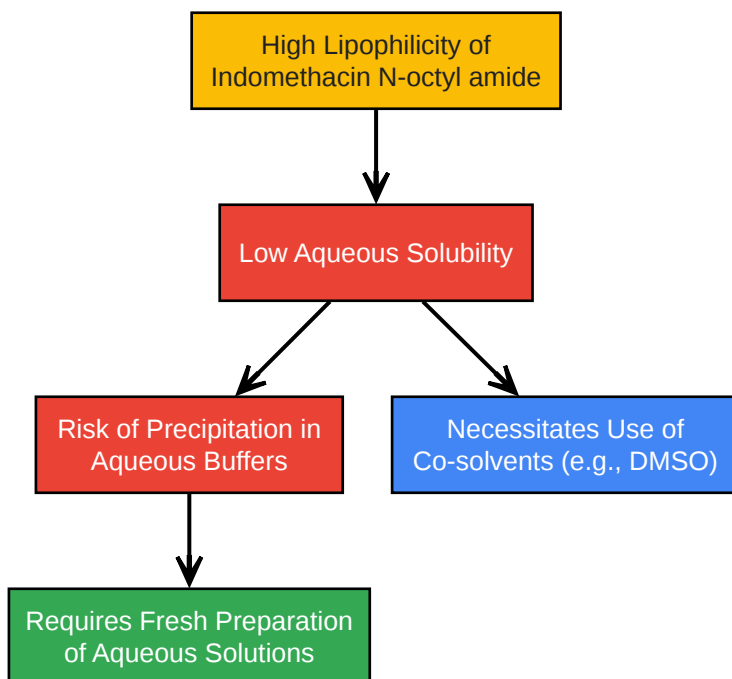 High Lipophilicity of
Indomethacin N-octyl amide
Low Aqueous Solubility
Risk of Precipitation in
Aqueous Buffers
Necessitates Use of
Co-solvents (e.g., DMSO)
Requires Fresh Preparation
of Aqueous Solutions